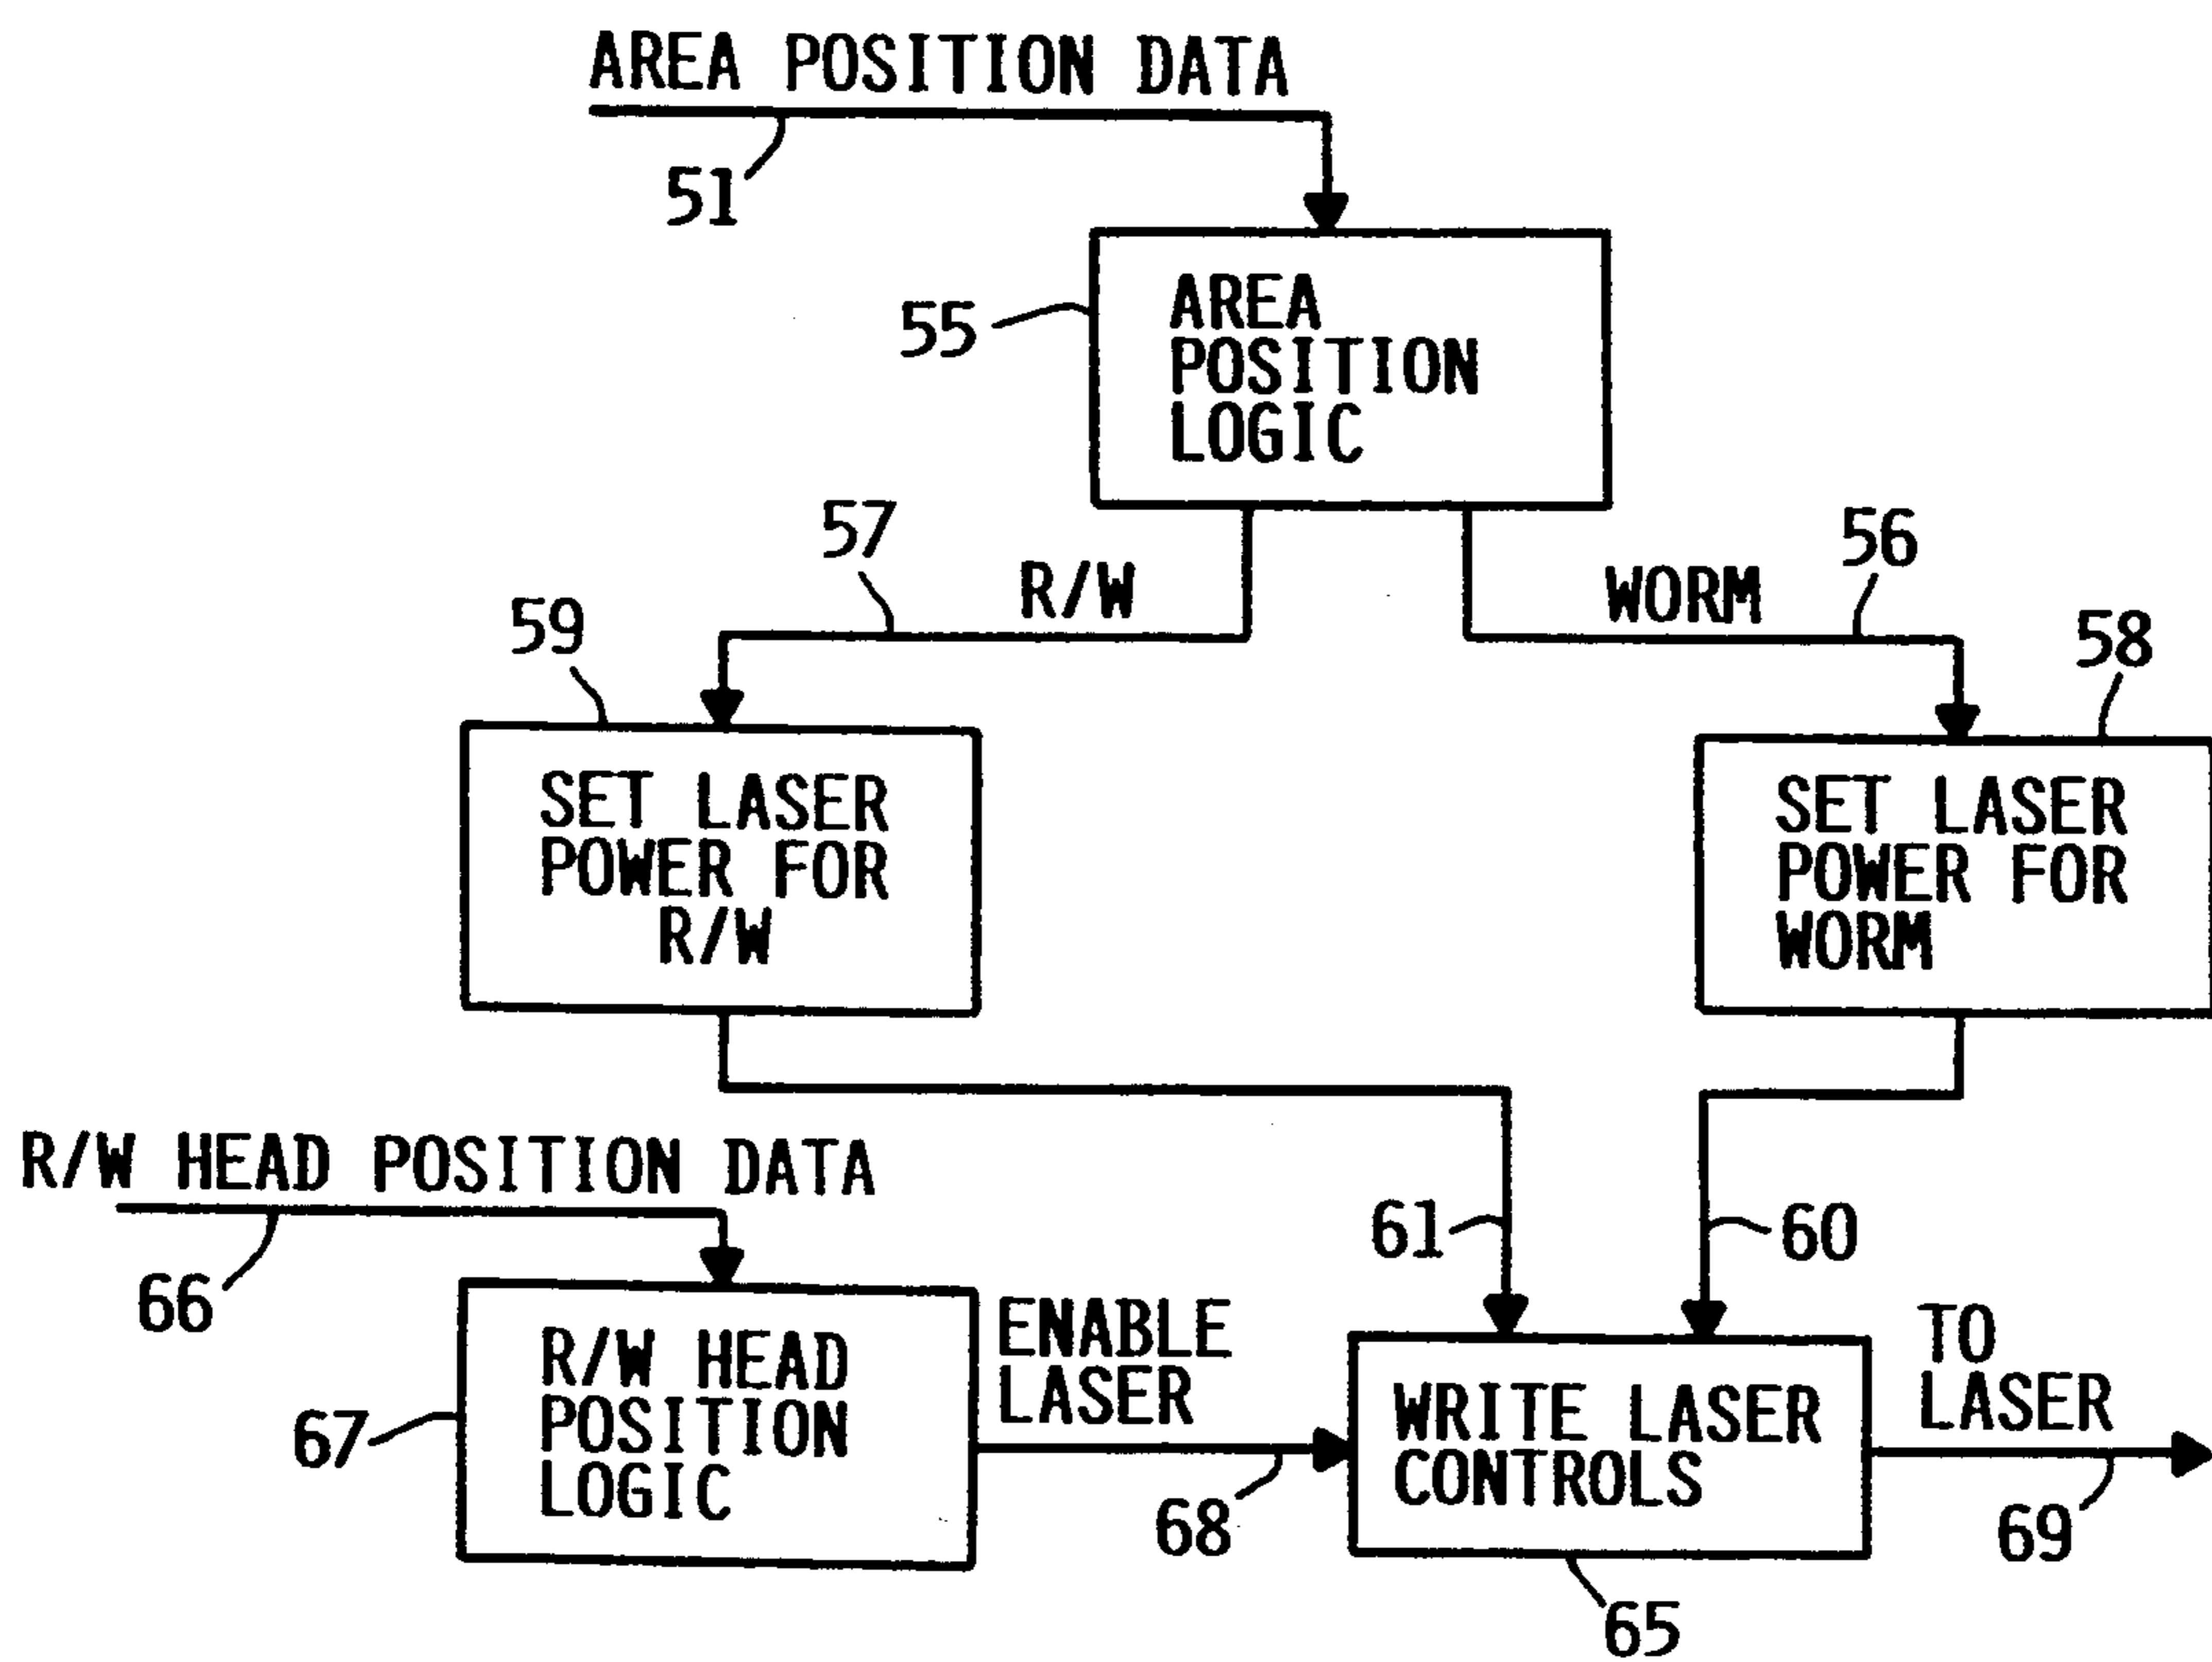 AREA POSITION DATA
51
55
AREA
POSITION
LOGIC
57
R/W
WORM
56
59
58
SET LASER
POWER FOR
R/W
SET LASER
POWER FOR
WORM
R/W HEAD POSITION DATA
66
61
60
67
R/W HEAD
POSITION
LOGIC
ENABLE
LASER
68
WRITE LASER
CONTROLS
TO
LASER
69
65